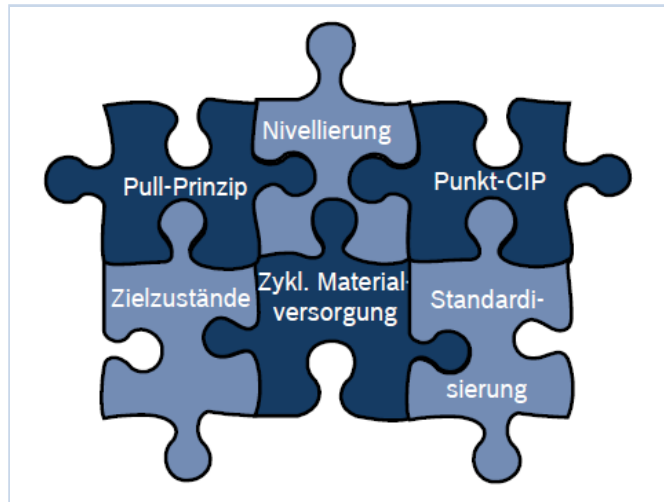 Nivellierung
Pull-Prinzip
Punkt-CIP
Zielzustände
Zykl. Material-
versorgung
Standardi-
sierung